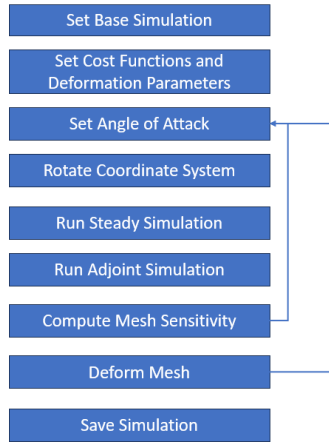 Set Base Simulation
Set Cost Functions and
Deformation Parameters
Set Angle of Attack
Rotate Coordinate System
Run Steady Simulation
Run Adjoint Simulation
Compute Mesh Sensitivity
Deform Mesh
Save Simulation